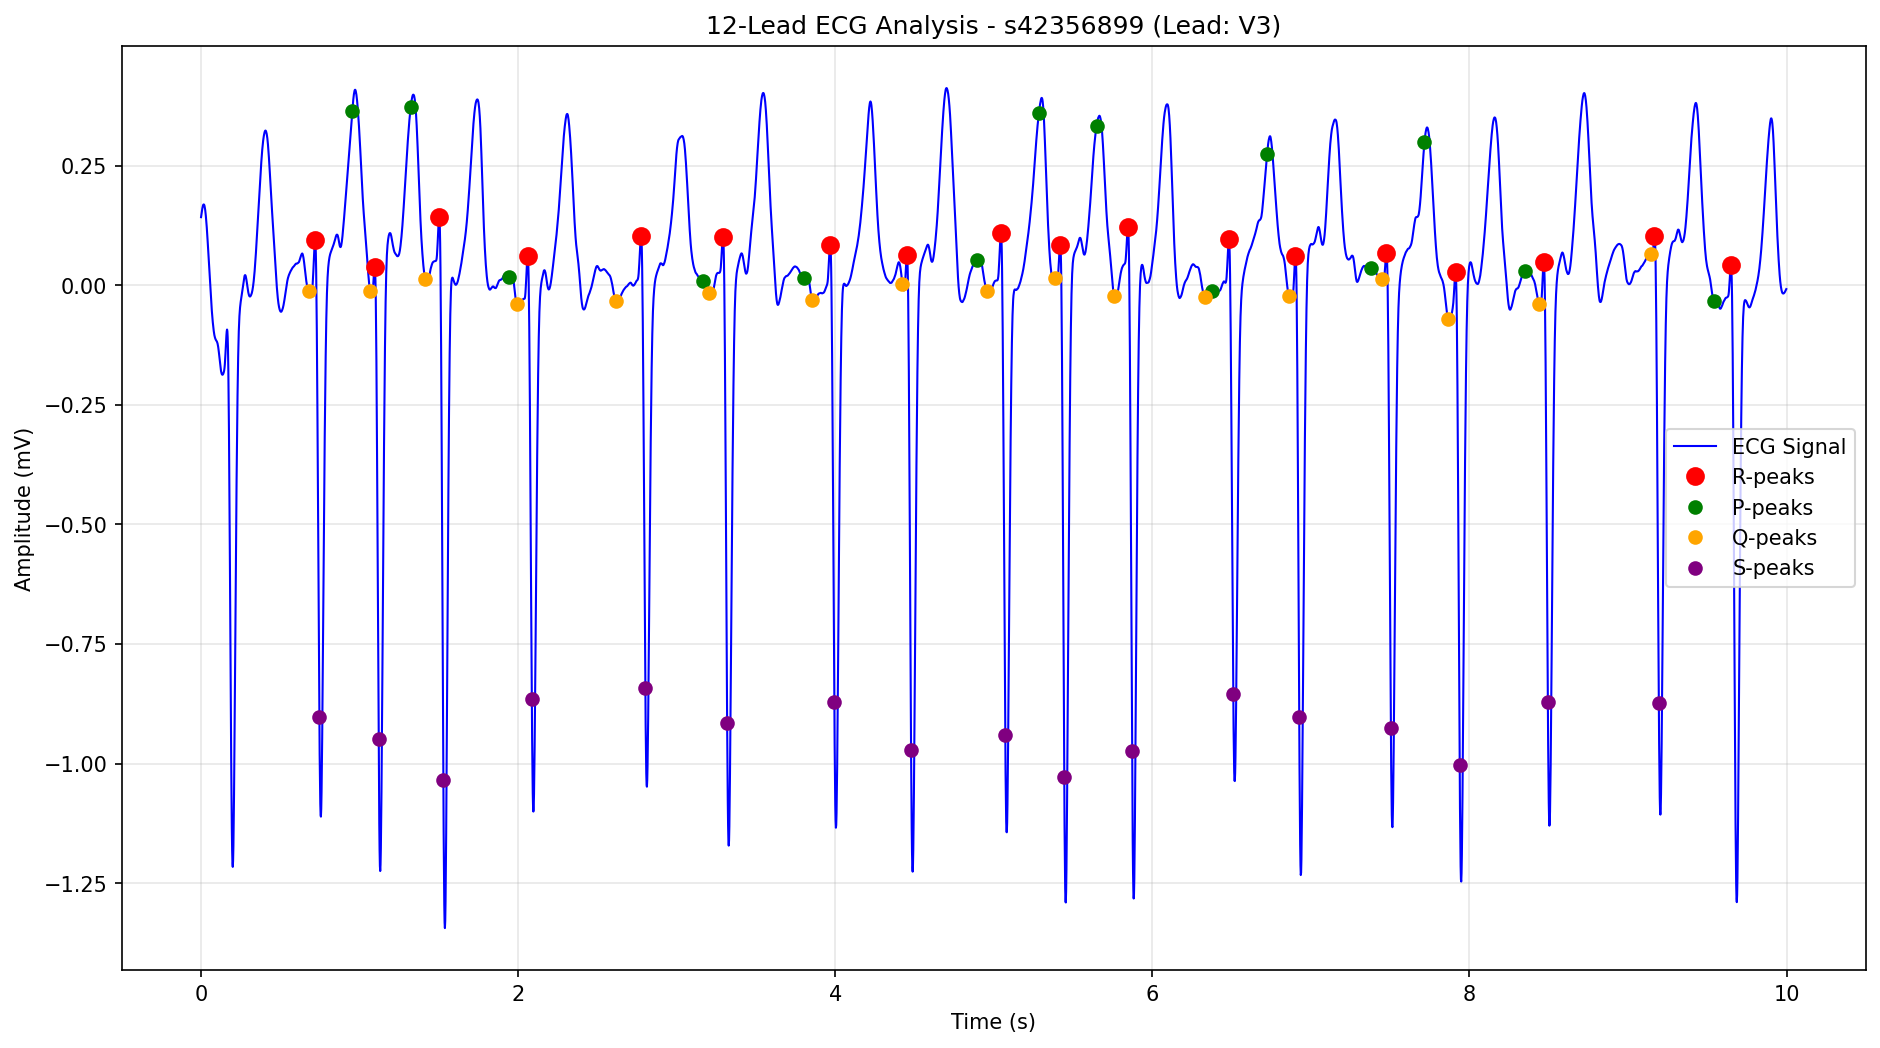 12-Lead ECG Analysis - s42356899 (Lead: V3)
Amplitude (mV)
0.25
0.00
−0.25
−0.50
−0.75
−1.00
−1.25
ECG Signal
R-peaks
P-peaks
Q-peaks
S-peaks
0
2
4
6
8
10
Time (s)